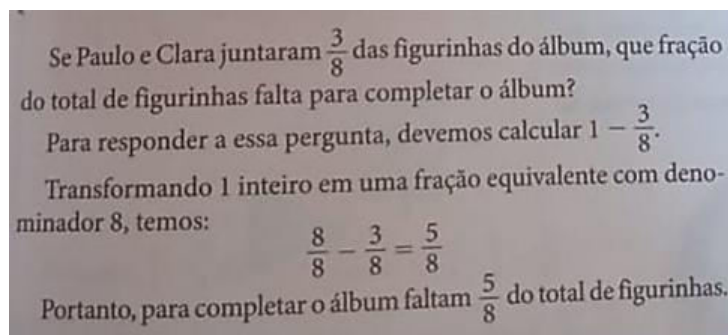 Se Paulo e Clara juntaram 3/8 das figurinhas do álbum, que fração
do total de figurinhas falta para completar o álbum?
Para responder a essa pergunta, devemos calcular 1 − 3/8.
Transformando 1 inteiro em uma fração equivalente com deno-
minador 8, temos:
8/8 − 3/8 = 5/8
Portanto, para completar o álbum faltam 5/8 do total de figurinhas.